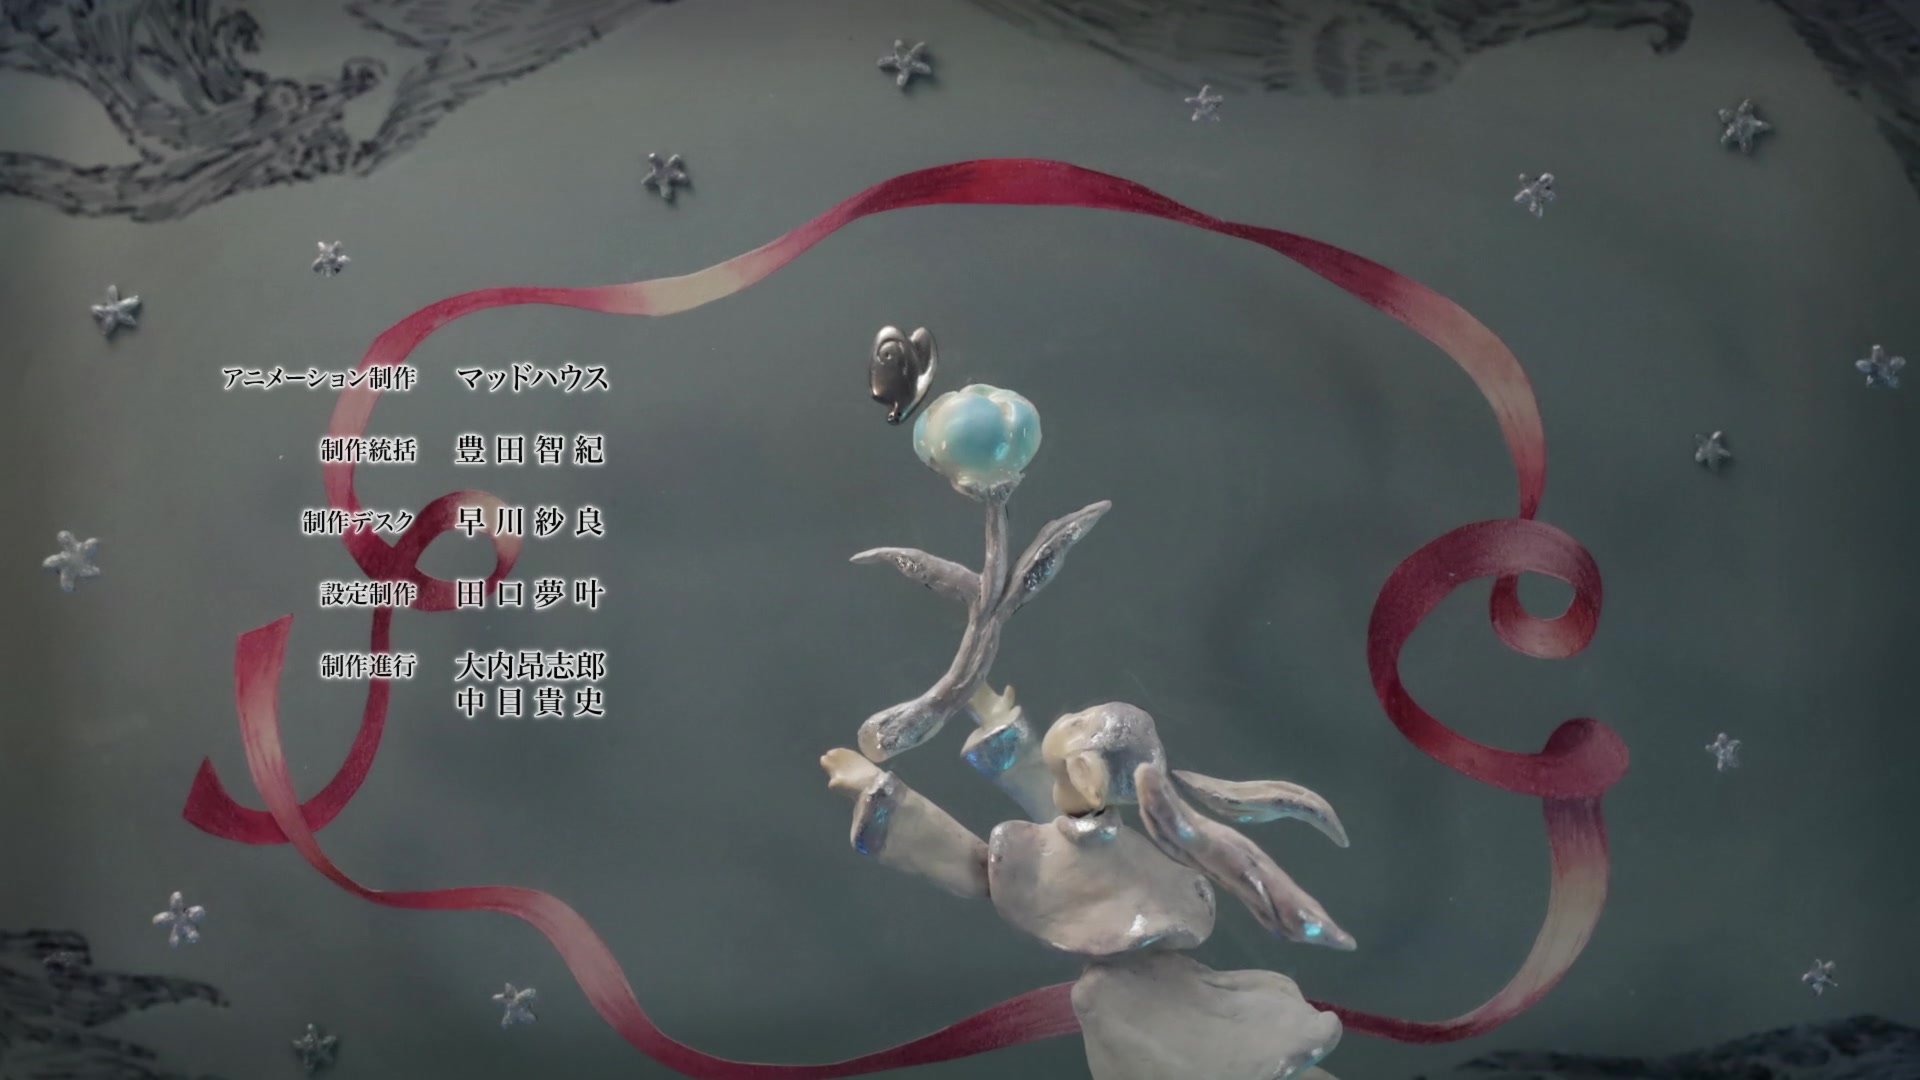 アニメーション制作 マッドハウス
制作統括 豊田智紀
制作デスク 早川紗良
設定制作 田口夢叶
制作進行 大内昂志郎
中目貴史